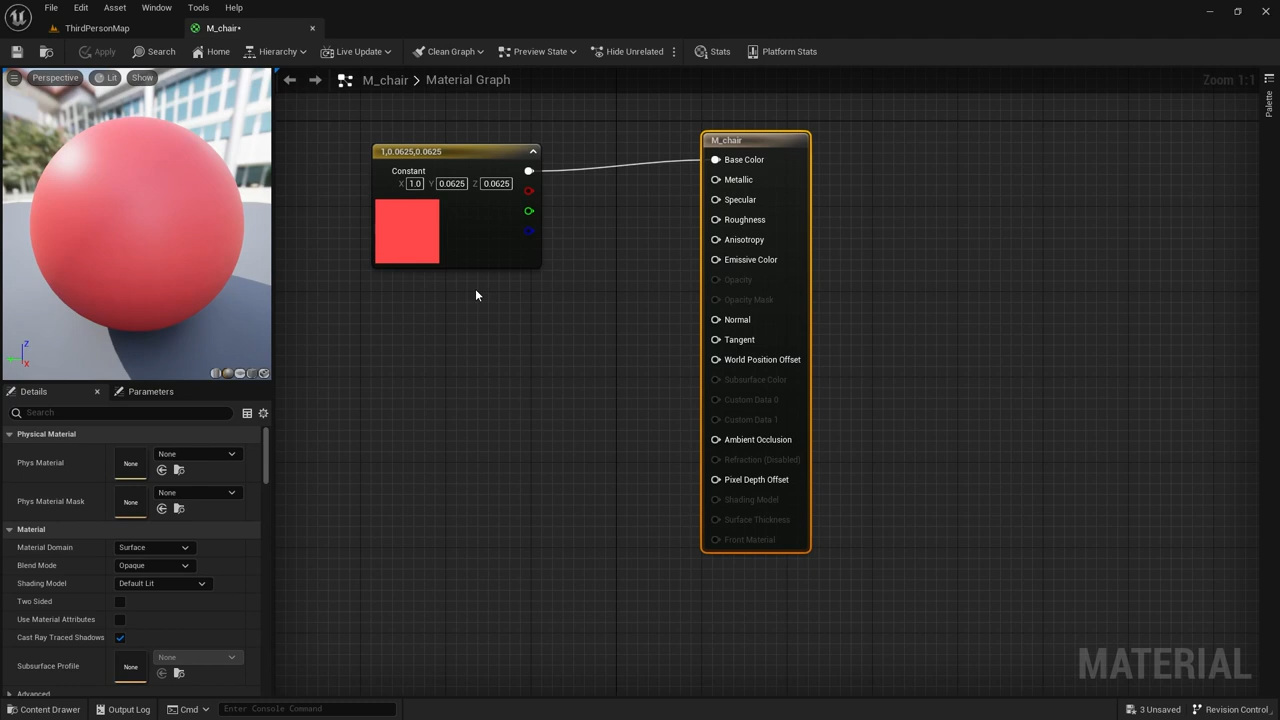 File Edit Asset Window Tools Help
ThirdPersonMap M_chair•
Apply Search Home Hierarchy Live Update Clean Graph Preview State Hide Unrelated Stats Platform Stats
Perspective Lit Show
M_chair > Material Graph
Zoom 1:1
Palette
1,0.0625,0.0625
Constant
X 1.0 Y 0.0625 Z 0.0625
M_chair
Base Color
Metallic
Specular
Roughness
Anisotropy
Emissive Color
Opacity
Opacity Mask
Normal
Tangent
World Position Offset
Subsurface Color
Custom Data 0
Custom Data 1
Ambient Occlusion
Refraction (Disabled)
Pixel Depth Offset
Shading Model
Surface Thickness
Front Material
Z
X
Details Parameters
Search
Physical Material
Phys Material None None
Phys Material Mask None None
Material
Material Domain Surface
Blend Mode Opaque
Shading Model Default Lit
Two Sided
Use Material Attributes
Cast Ray Traced Shadows
Subsurface Profile None None
Advanced
MATERIAL
Content Drawer Output Log Cmd Enter Console Command 3 Unsaved Revision Control